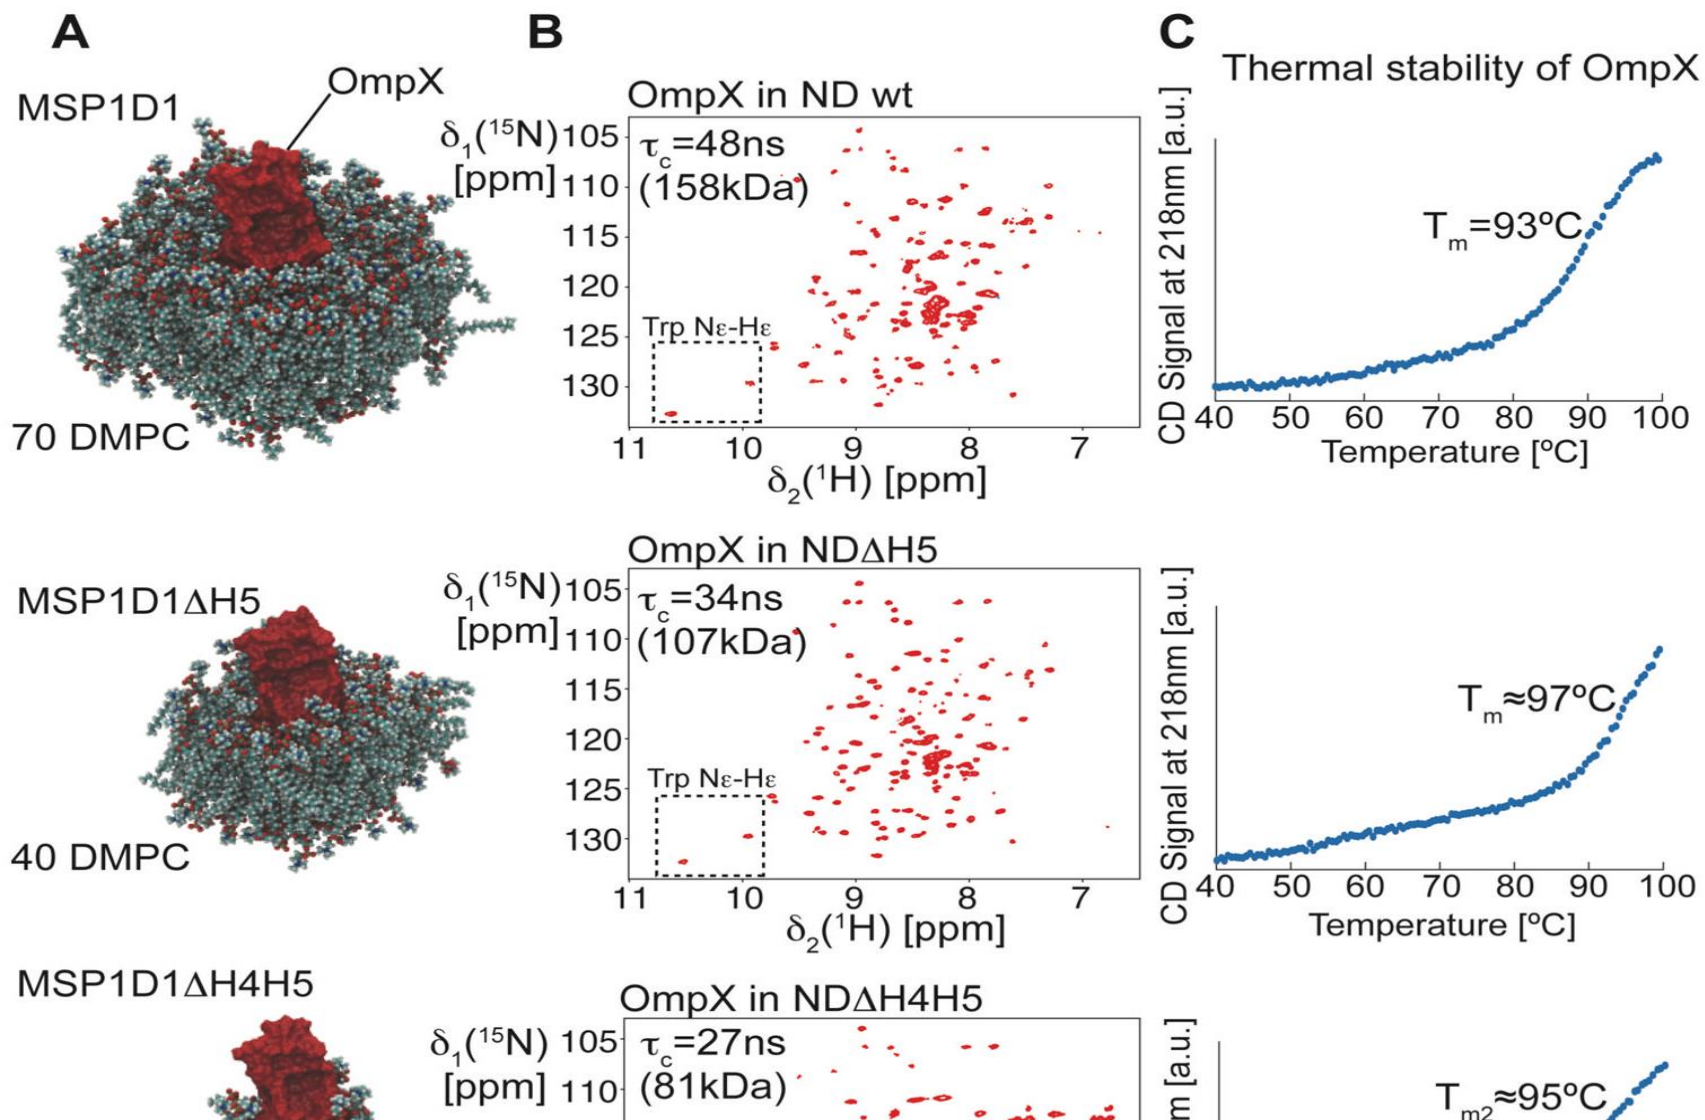 A
B
C
OmpX
MSP1D1
70 DMPC
OmpX in ND wt
δ1(15N)
[ppm]
τc=48ns
(158kDa)
105
110
115
120
125
130
Trp Nε-Hε
11 10 9 8 7
δ2(1H) [ppm]
Thermal stability of OmpX
CD Signal at 218nm [a.u.]
Tm=93ºC
40 50 60 70 80 90 100
Temperature [ºC]
MSP1D1ΔH5
40 DMPC
OmpX in NDΔH5
δ1(15N)
[ppm]
τc=34ns
(107kDa)
105
110
115
120
125
130
Trp Nε-Hε
11 10 9 8 7
δ2(1H) [ppm]
CD Signal at 218nm [a.u.]
Tm≈97ºC
40 50 60 70 80 90 100
Temperature [ºC]
MSP1D1ΔH4H5
OmpX in NDΔH4H5
δ1(15N)
[ppm]
τc=27ns
(81kDa)
105
110
m [a.u.]
Tm2≈95ºC